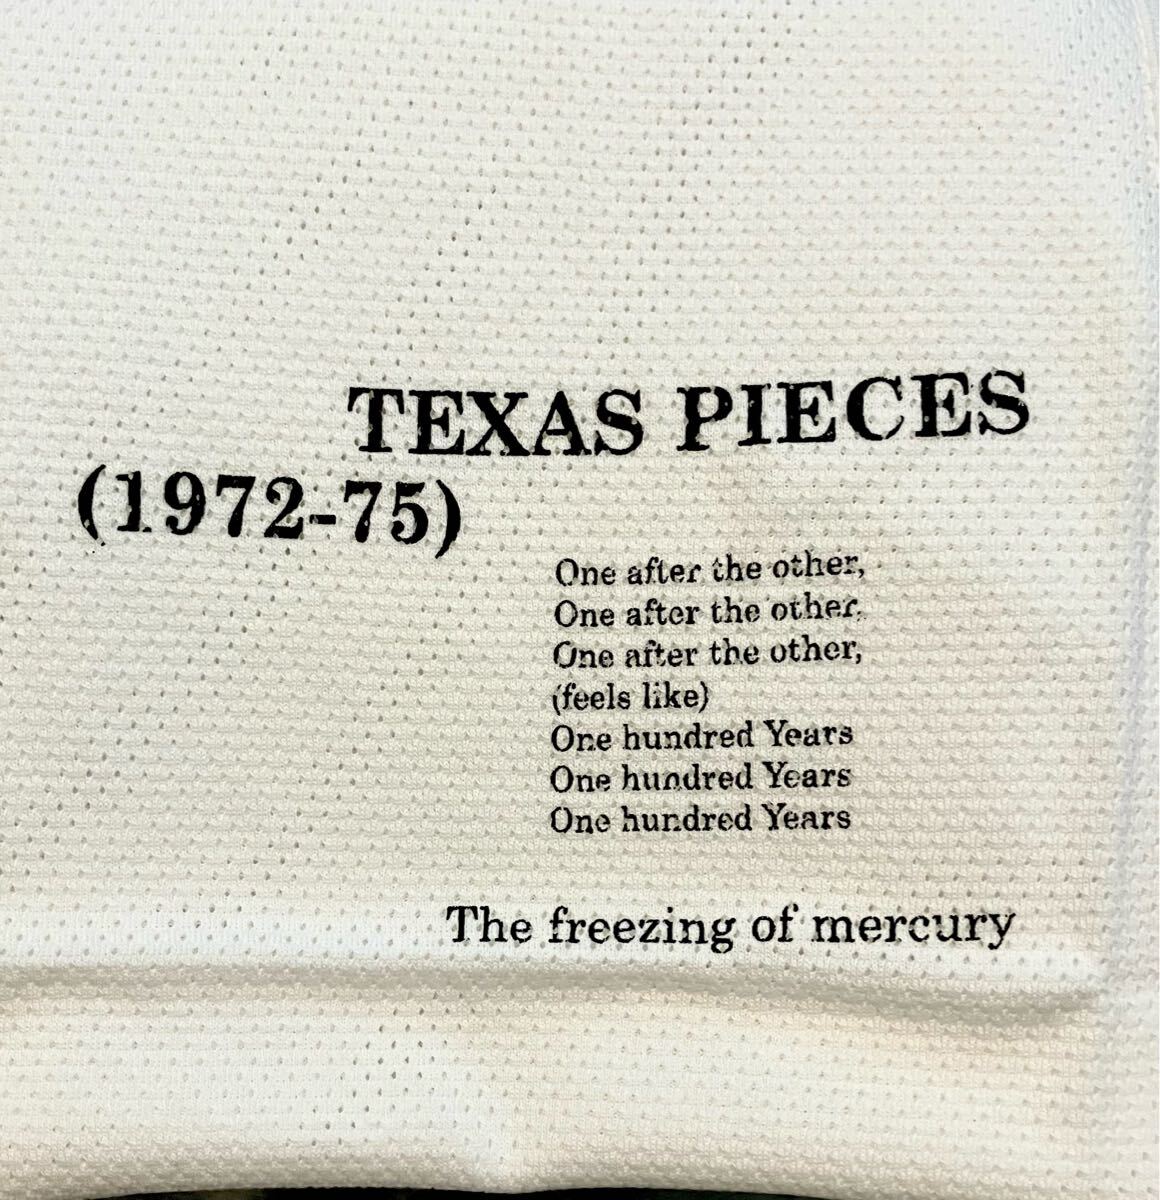 TEXAS PIECES
(1972-75)
One after the other,
One after the other,
One after the other,
(feels like)
One hundred Years
One hundred Years
One hundred Years
The freezing of mercury